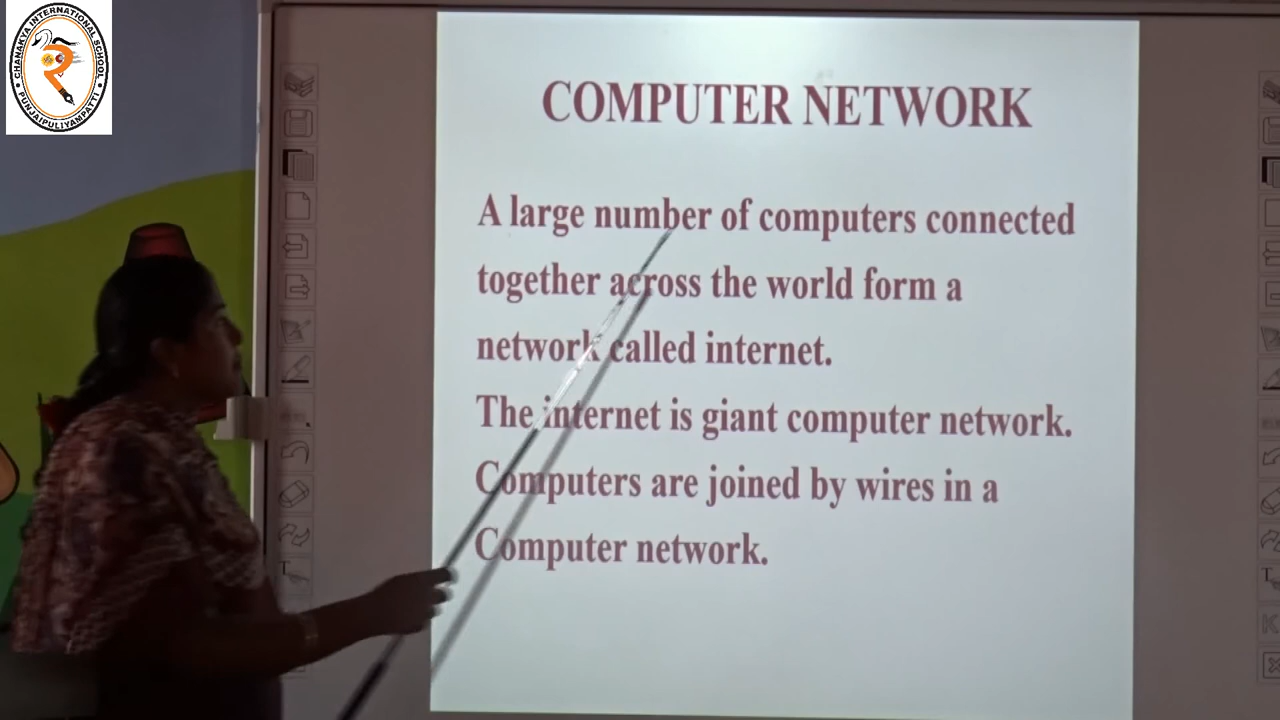 CHANAKYA INTERNATIONAL SCHOOL
PUNJAIPULIYAMPATTI
COMPUTER NETWORK
A large number of computers connected
together across the world form a
network called internet.
The internet is giant computer network.
Computers are joined by wires in a
Computer network.
T
T